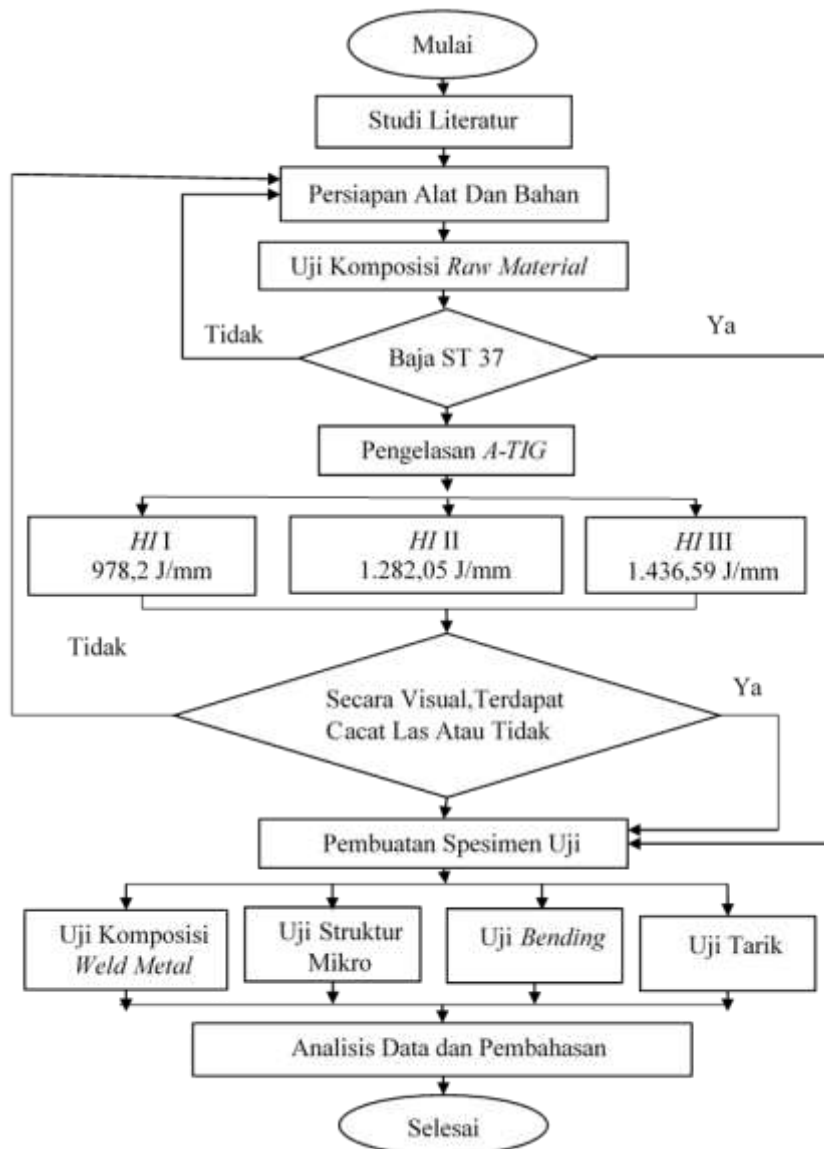 Mulai
Studi Literatur
Persiapan Alat Dan Bahan
Uji Komposisi Raw Material
Tidak
Ya
Baja ST 37
Pengelasan A-TIG
HI I
978,2 J/mm
HI II
1.282,05 J/mm
HI III
1.436,59 J/mm
Tidak
Ya
Secara Visual,Terdapat
Cacat Las Atau Tidak
Pembuatan Spesimen Uji
Uji Komposisi
Weld Metal
Uji Struktur
Mikro
Uji Bending
Uji Tarik
Analisis Data dan Pembahasan
Selesai